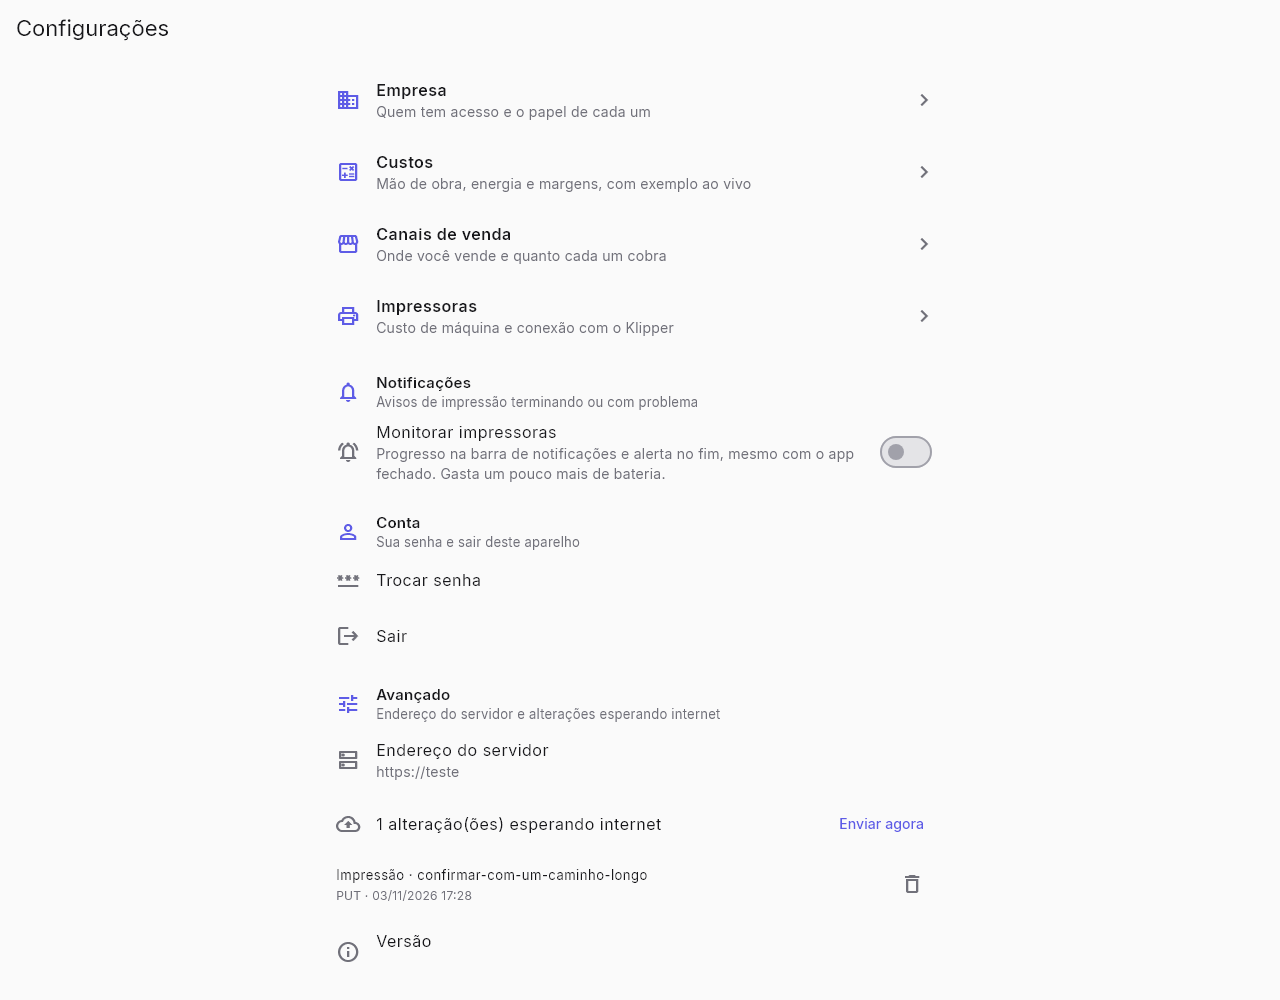 Configurações
Empresa
Quem tem acesso e o papel de cada um
Custos
Mão de obra, energia e margens, com exemplo ao vivo
Canais de venda
Onde você vende e quanto cada um cobra
Impressoras
Custo de máquina e conexão com o Klipper
Notificações
Avisos de impressão terminando ou com problema
Monitorar impressoras
Progresso na barra de notificações e alerta no fim, mesmo com o app
fechado. Gasta um pouco mais de bateria.
Conta
Sua senha e sair deste aparelho
Trocar senha
Sair
Avançado
Endereço do servidor e alterações esperando internet
Endereço do servidor
https://teste
1 alteração(ões) esperando internet
Enviar agora
Impressão · confirmar-com-um-caminho-longo
PUT · 03/11/2026 17:28
Versão